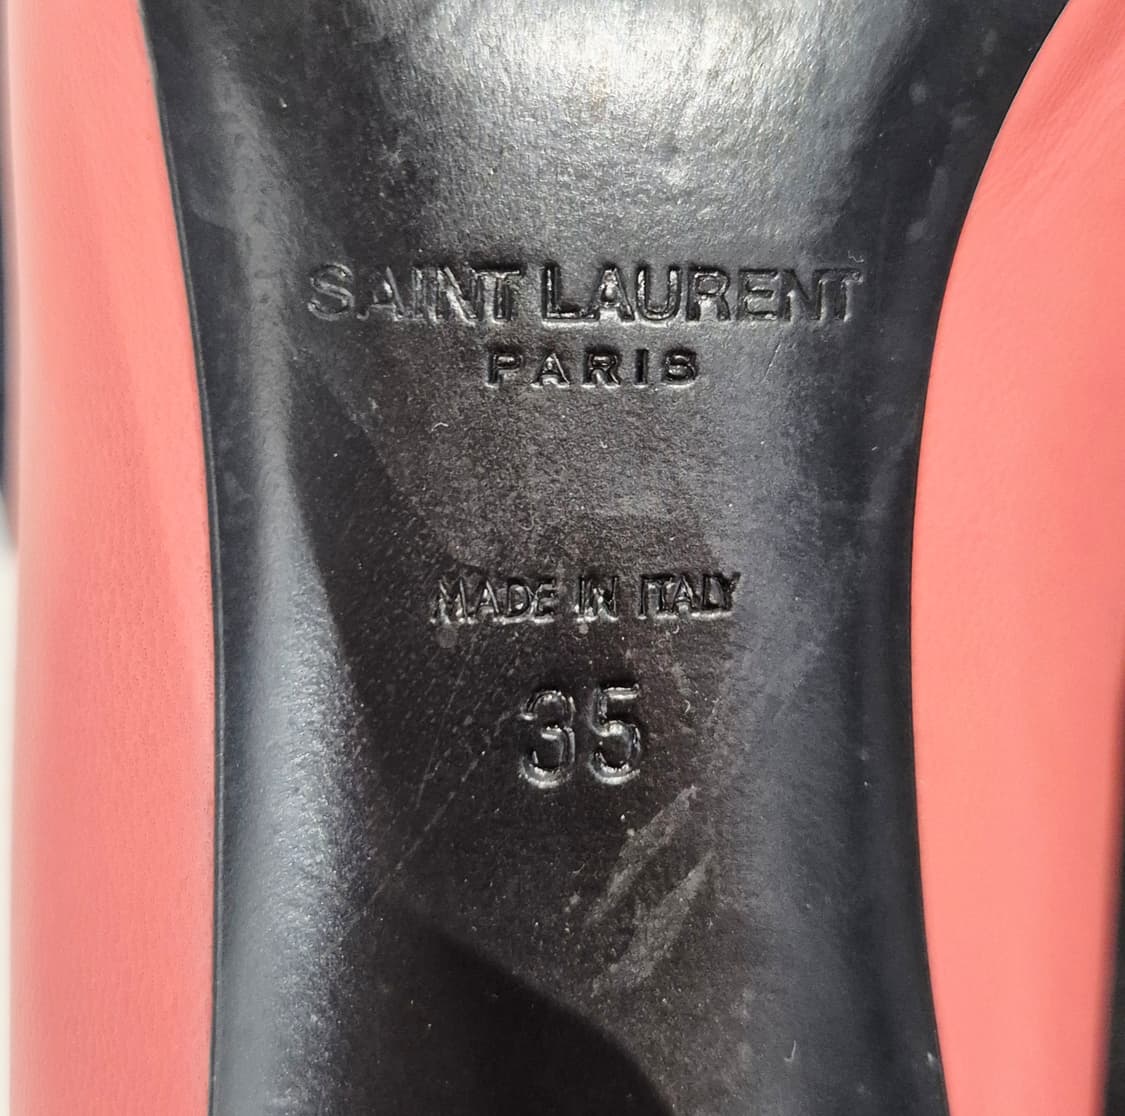 SAINT LAURENT
PARIS
MADE IN ITALY
35